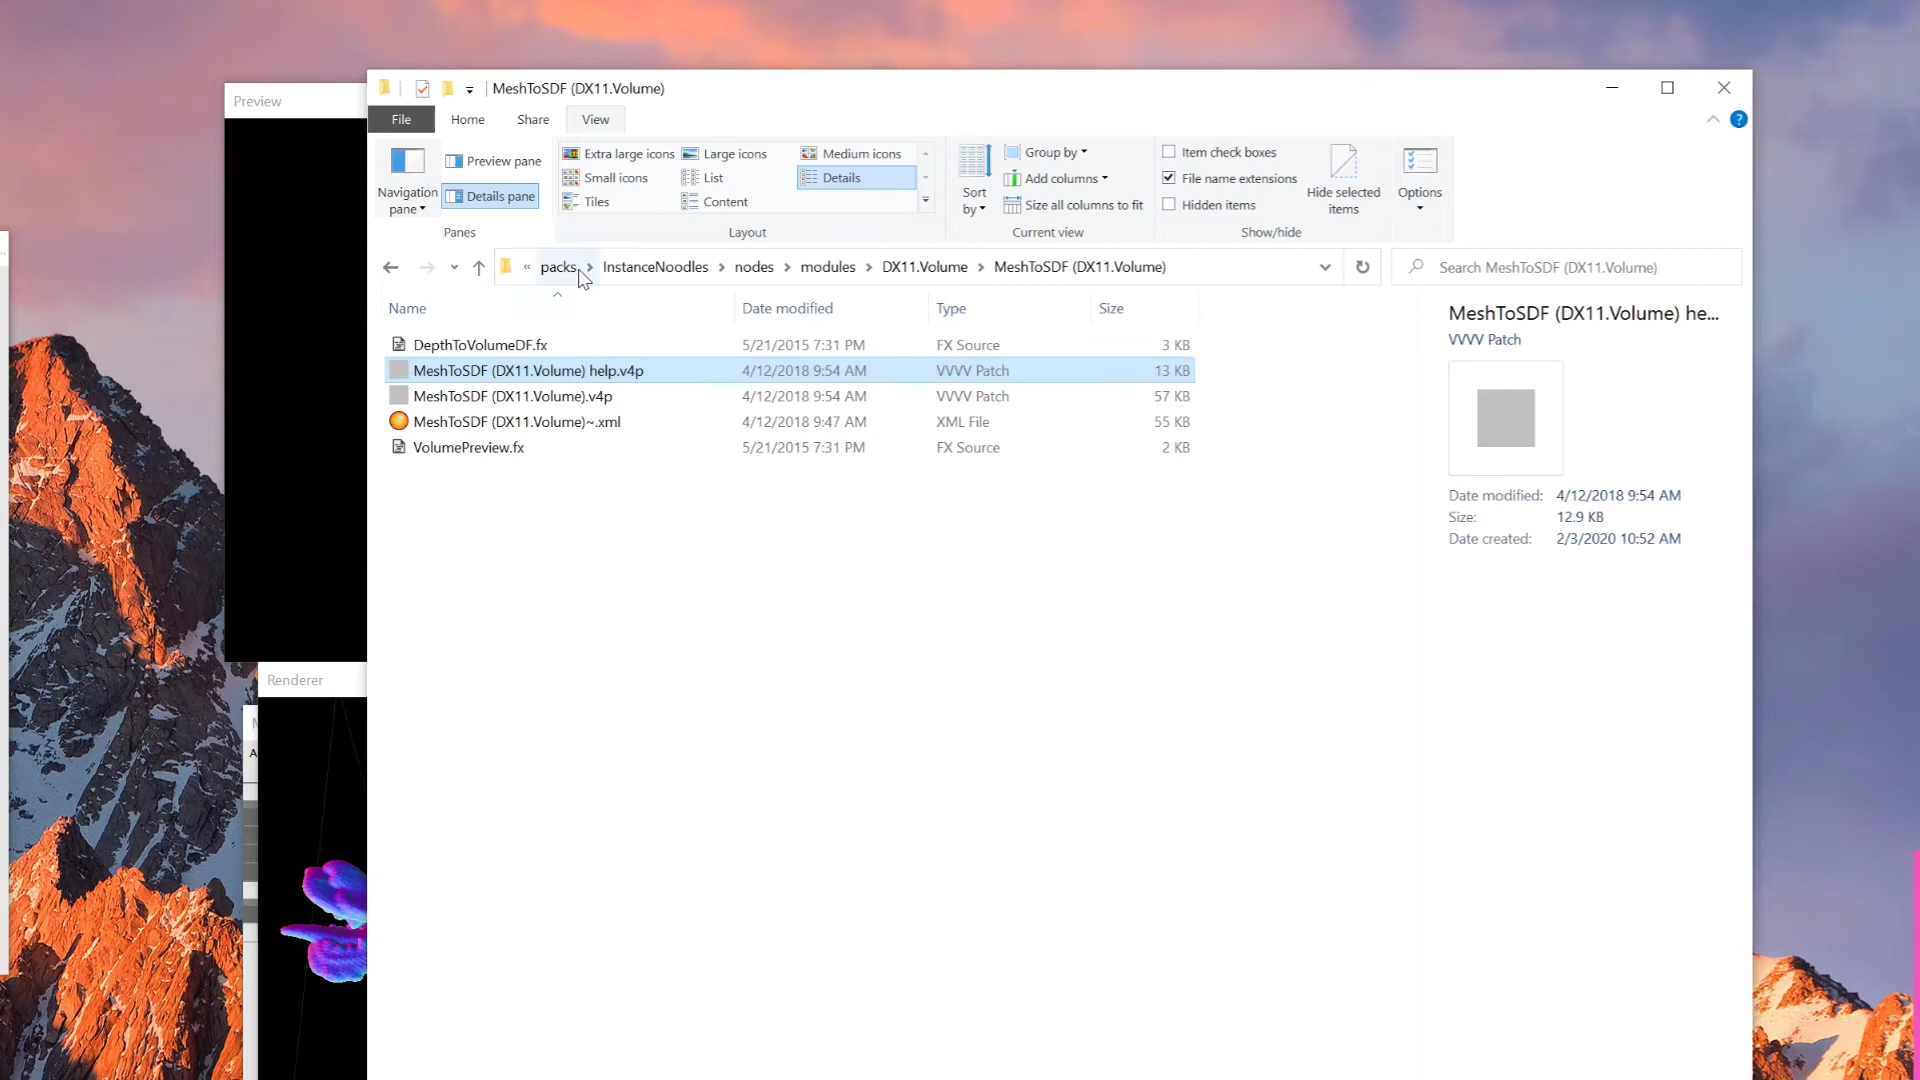 Preview
MeshToSDF (DX11.Volume)
File Home Share View
Navigation pane
Preview pane
Details pane
Panes
Extra large icons Large icons Medium icons
Small icons List Details
Tiles Content
Layout
Sort by
Group by
Add columns
Size all columns to fit
Current view
Item check boxes
File name extensions
Hidden items
Hide selected items
Show/hide
Options
« packs > InstanceNoodles > nodes > modules > DX11.Volume > MeshToSDF (DX11.Volume)
Search MeshToSDF (DX11.Volume)
Name Date modified Type Size
DepthToVolumeDF.fx 5/21/2015 7:31 PM FX Source 3 KB
MeshToSDF (DX11.Volume) help.v4p 4/12/2018 9:54 AM VVVV Patch 13 KB
MeshToSDF (DX11.Volume).v4p 4/12/2018 9:54 AM VVVV Patch 57 KB
MeshToSDF (DX11.Volume)~.xml 4/12/2018 9:47 AM XML File 55 KB
VolumePreview.fx 5/21/2015 7:31 PM FX Source 2 KB
MeshToSDF (DX11.Volume) he...
VVVV Patch
Date modified: 4/12/2018 9:54 AM
Size: 12.9 KB
Date created: 2/3/2020 10:52 AM
Renderer
A